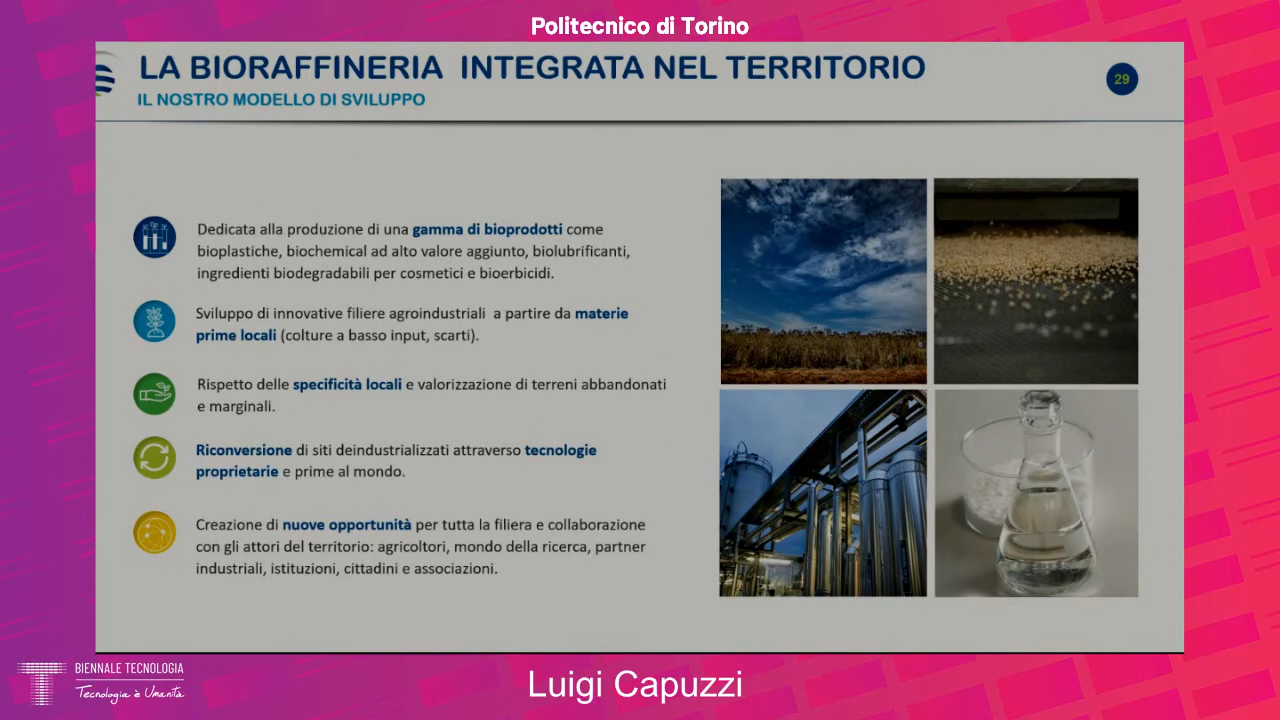 Politecnico di Torino
LA BIORAFFINERIA INTEGRATA NEL TERRITORIO
IL NOSTRO MODELLO DI SVILUPPO
29
Dedicata alla produzione di una gamma di bioprodotti come
bioplastiche, biochemical ad alto valore aggiunto, biolubrificanti,
ingredienti biodegradabili per cosmetici e bioerbicidi.
Sviluppo di innovative filiere agroindustriali a partire da materie
prime locali (colture a basso input, scarti).
Rispetto delle specificità locali e valorizzazione di terreni abbandonati
e marginali.
Riconversione di siti deindustrializzati attraverso tecnologie
proprietarie e prime al mondo.
Creazione di nuove opportunità per tutta la filiera e collaborazione
con gli attori del territorio: agricoltori, mondo della ricerca, partner
industriali, istituzioni, cittadini e associazioni.
T
BIENNALE TECNOLOGIA
Tecnologia è Umanità
Luigi Capuzzi